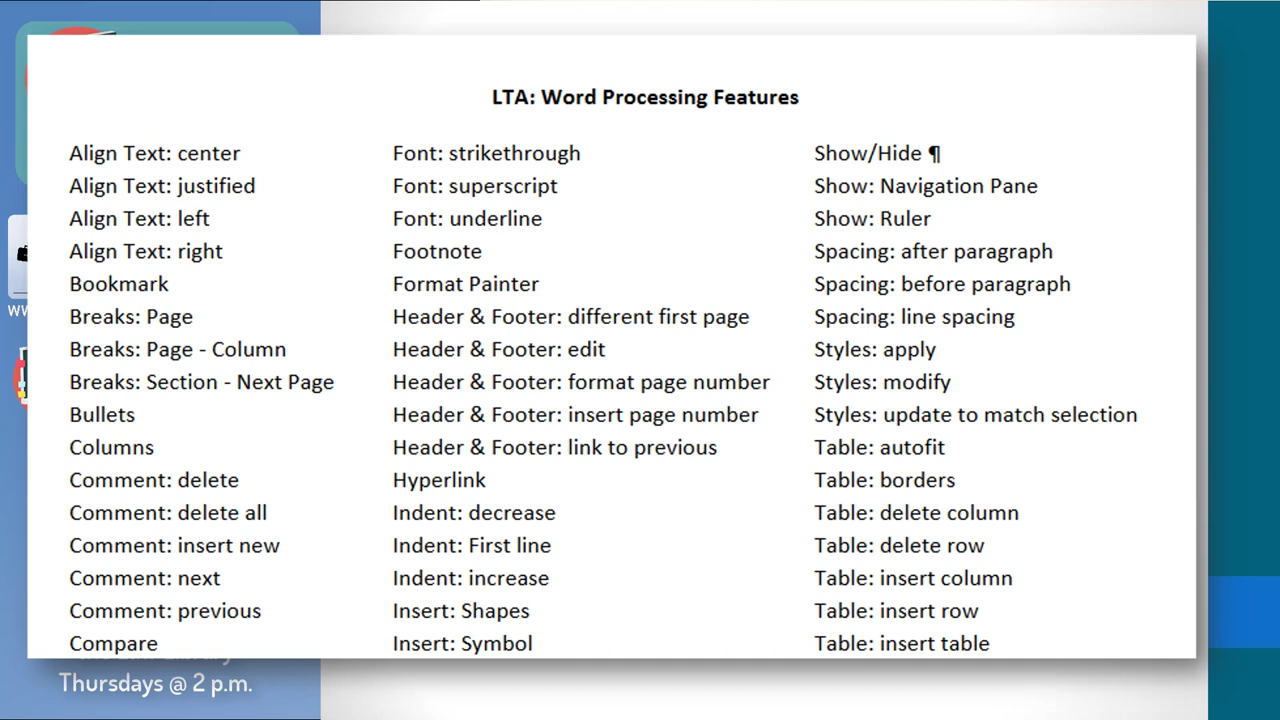 LTA: Word Processing Features
Align Text: center
Align Text: justified
Align Text: left
Align Text: right
Bookmark
Breaks: Page
Breaks: Page - Column
Breaks: Section - Next Page
Bullets
Columns
Comment: delete
Comment: delete all
Comment: insert new
Comment: next
Comment: previous
Compare
Font: strikethrough
Font: superscript
Font: underline
Footnote
Format Painter
Header & Footer: different first page
Header & Footer: edit
Header & Footer: format page number
Header & Footer: insert page number
Header & Footer: link to previous
Hyperlink
Indent: decrease
Indent: First line
Indent: increase
Insert: Shapes
Insert: Symbol
Show/Hide ¶
Show: Navigation Pane
Show: Ruler
Spacing: after paragraph
Spacing: before paragraph
Spacing: line spacing
Styles: apply
Styles: modify
Styles: update to match selection
Table: autofit
Table: borders
Table: delete column
Table: delete row
Table: insert column
Table: insert row
Table: insert table
Thursdays @ 2 p.m.